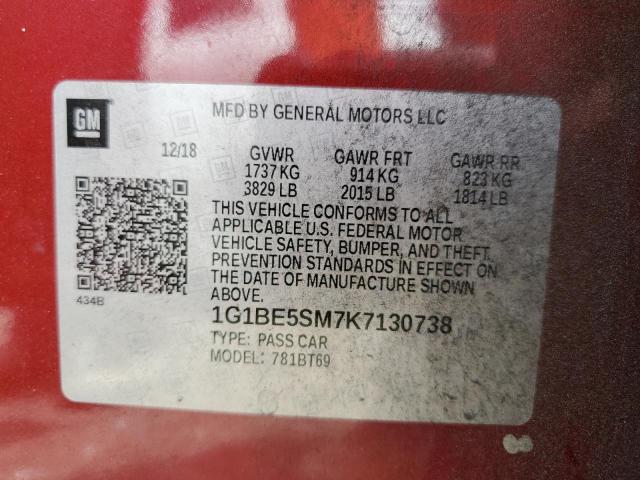 GM
MFD BY GENERAL MOTORS LLC
12/18 GVWR GAWR FRT GAWR RR
1737 KG 914 KG 823 KG
3829 LB 2015 LB 1814 LB
THIS VEHICLE CONFORMS TO ALL
APPLICABLE U.S. FEDERAL MOTOR
VEHICLE SAFETY, BUMPER, AND THEFT
PREVENTION STANDARDS IN EFFECT ON
THE DATE OF MANUFACTURE SHOWN
ABOVE.
434B
1G1BE5SM7K7130738
TYPE: PASS CAR
MODEL: 781BT69